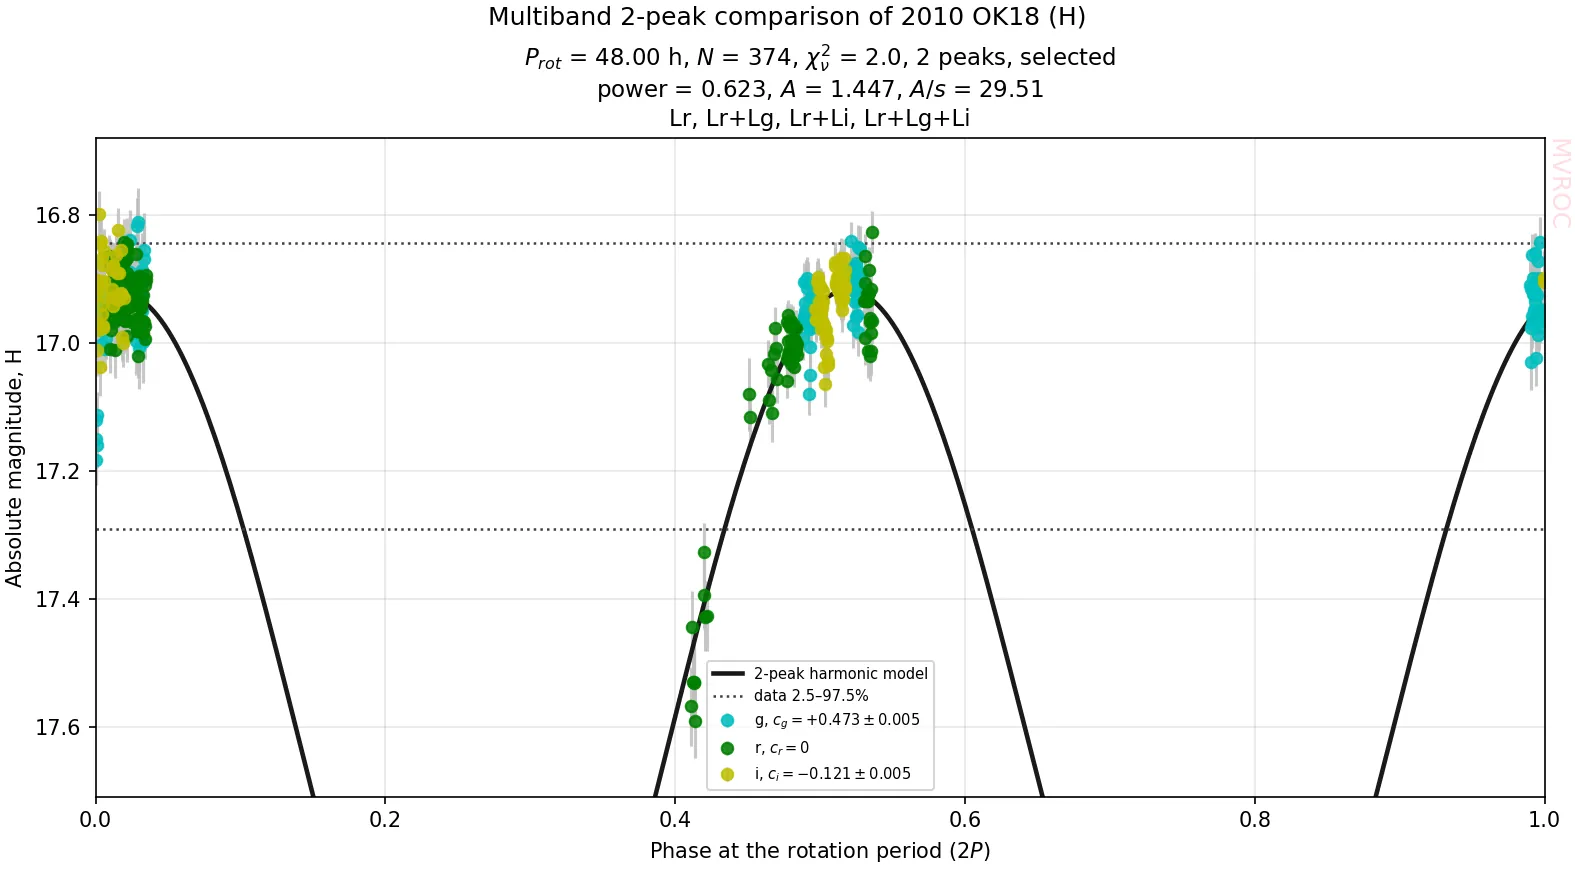 Multiband 2-peak comparison of 2010 OK18 (H)
P_rot = 48.00 h, N = 374, χ²_ν = 2.0, 2 peaks, selected
power = 0.623, A = 1.447, A/s = 29.51
Lr, Lr+Lg, Lr+Li, Lr+Lg+Li
MVROC
Absolute magnitude, H
16.8
17.0
17.2
17.4
17.6
2-peak harmonic model
data 2.5–97.5%
g, c_g = +0.473 ± 0.005
r, c_r = 0
i, c_i = −0.121 ± 0.005
0.0 0.2 0.4 0.6 0.8 1.0
Phase at the rotation period (2P)